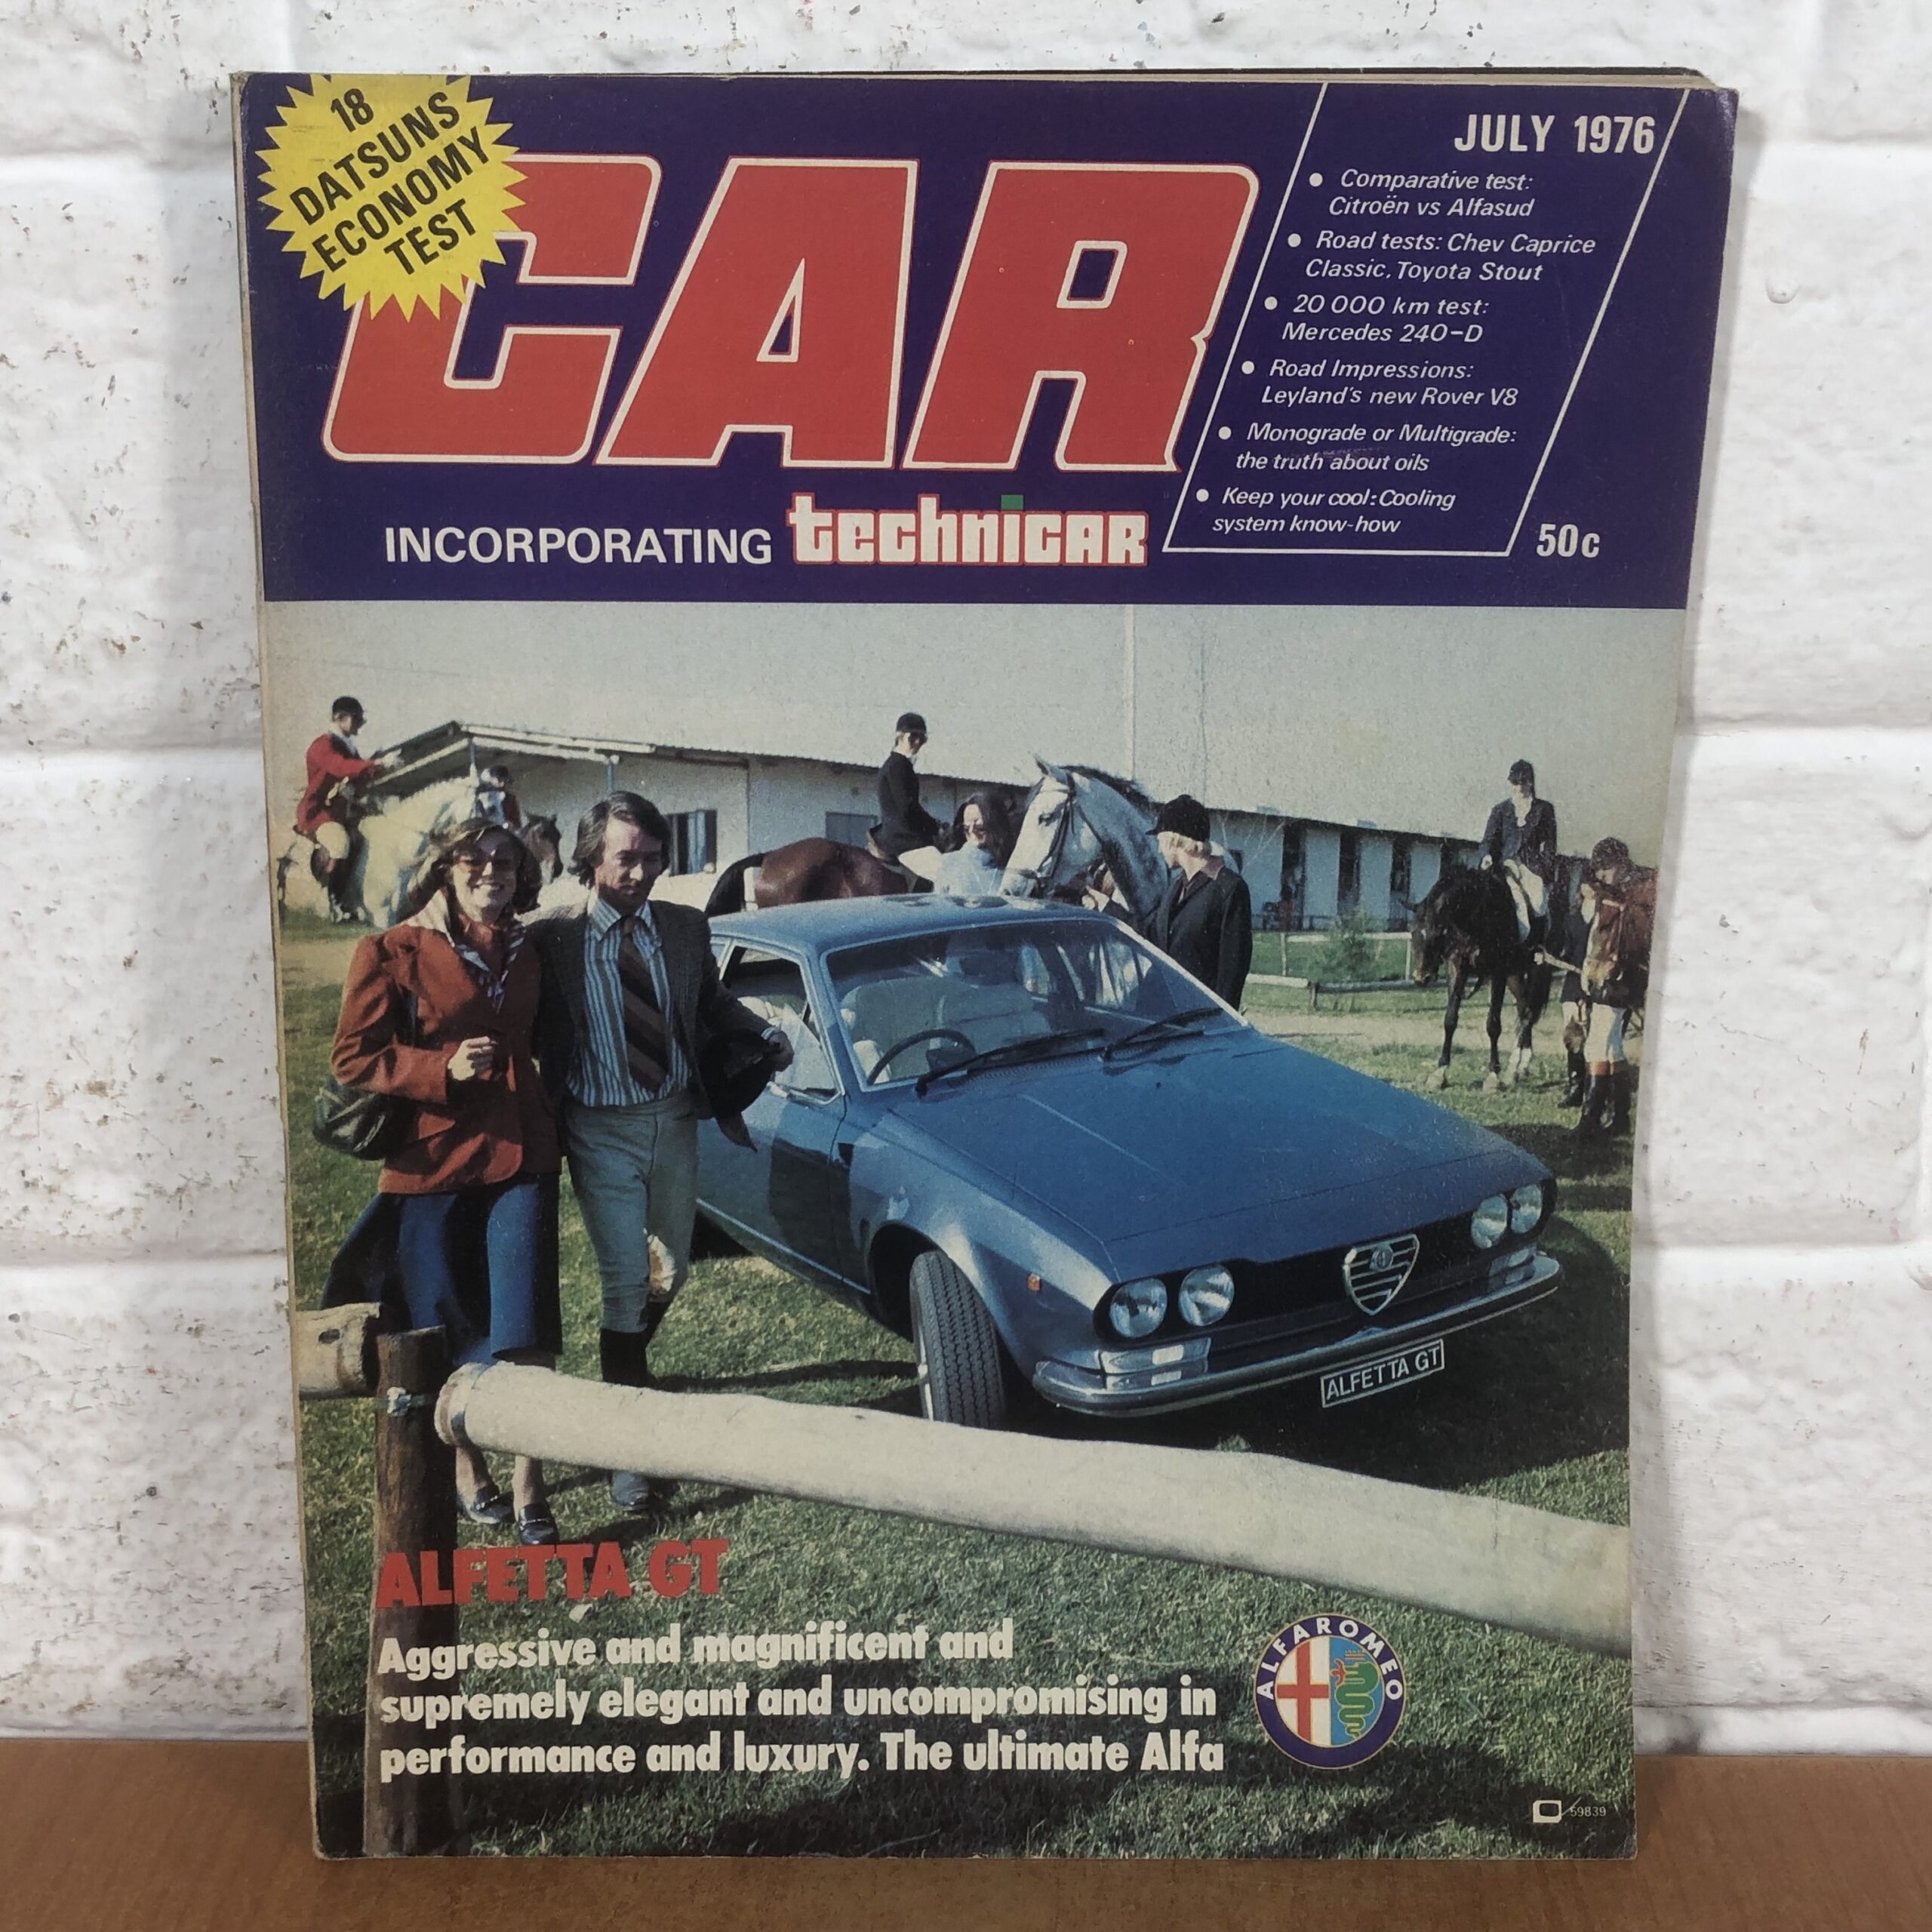 18
DATSUNS
ECONOMY
TEST
CAR
INCORPORATING technicAR
JULY 1976
• Comparative test:
Citroën vs Alfasud
• Road tests: Chev Caprice
Classic, Toyota Stout
• 20 000 km test:
Mercedes 240-D
• Road Impressions:
Leyland's new Rover V8
• Monograde or Multigrade:
the truth about oils
• Keep your cool: Cooling
system know-how
50c
ALFETTA GT
ALFETTA GT
Aggressive and magnificent and
supremely elegant and uncompromising in
performance and luxury. The ultimate Alfa
ALFA ROMEO
59839